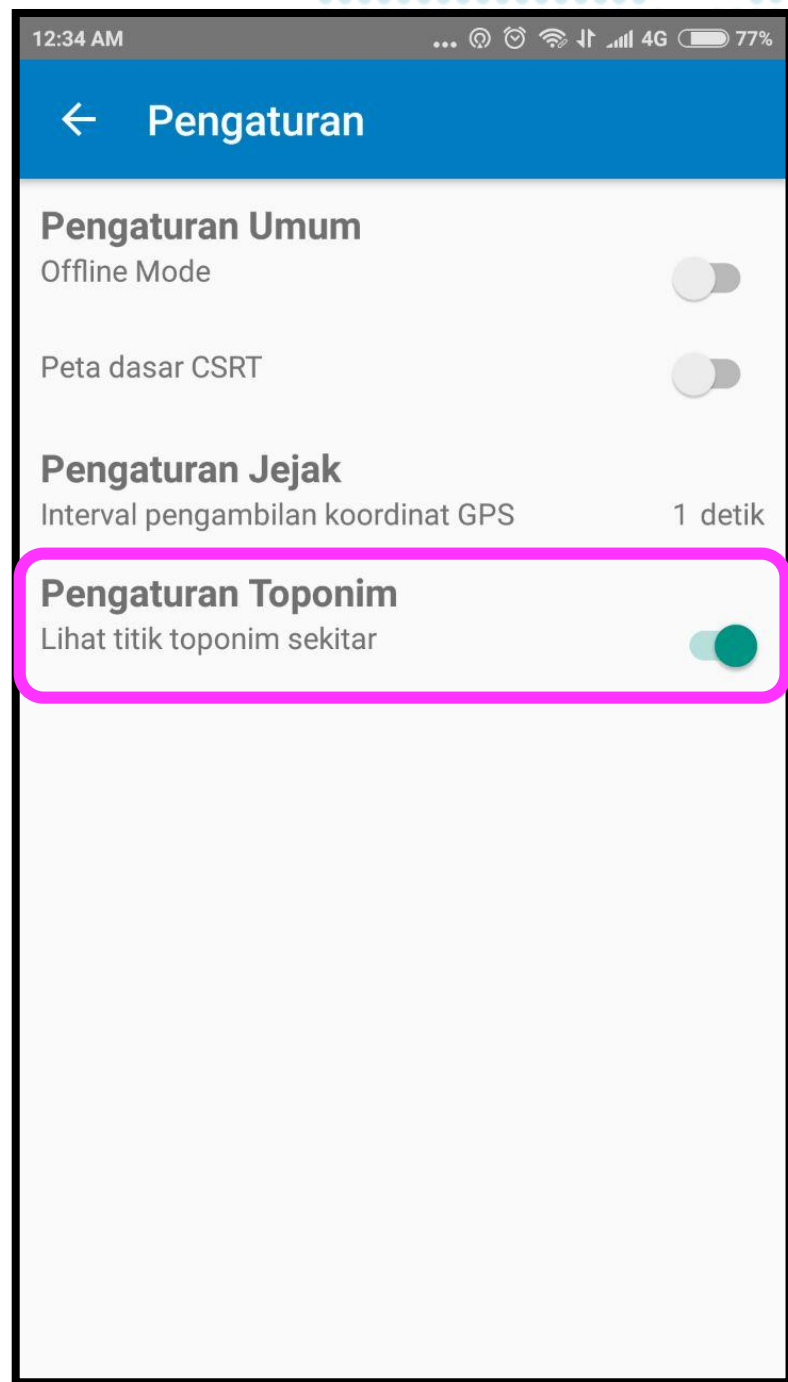 12:34 AM ... 4G 77%
Pengaturan
Pengaturan Umum
Offline Mode
Peta dasar CSRT
Pengaturan Jejak
Interval pengambilan koordinat GPS 1 detik
Pengaturan Toponim
Lihat titik toponim sekitar